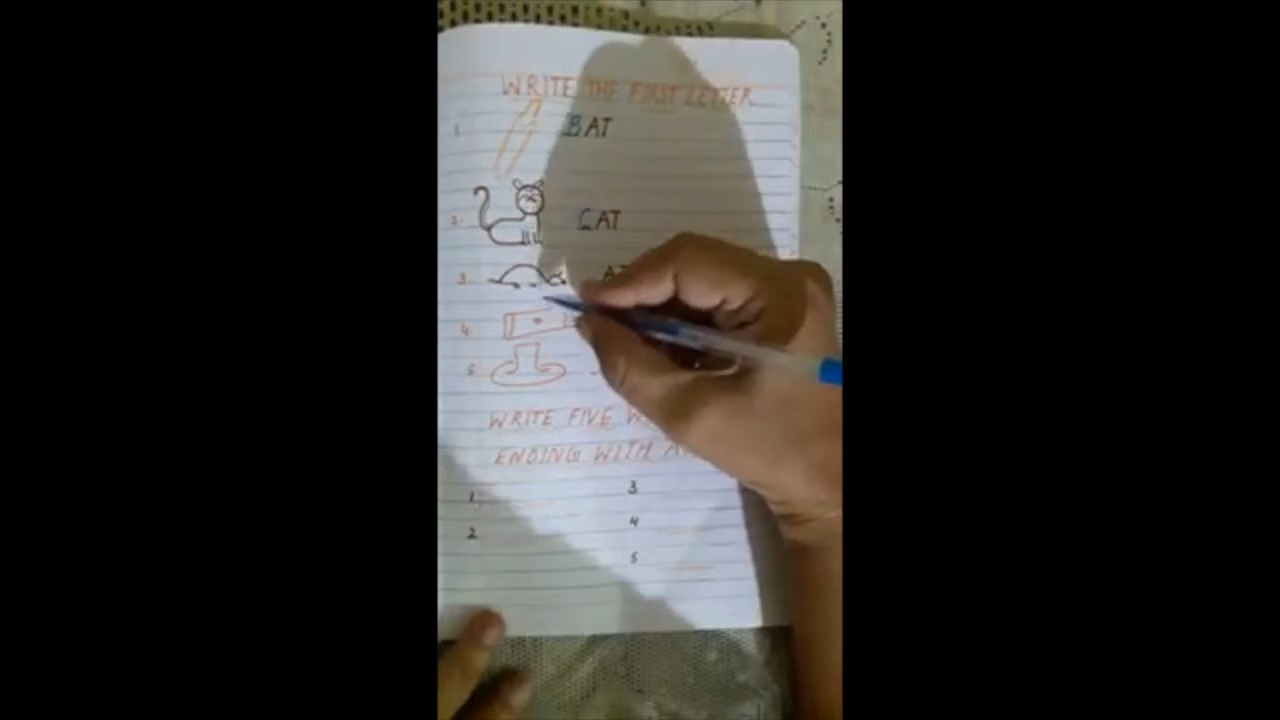 WRITE THE FIRST LETTER
1. BAT
2. CAT
3. AT
4.
5.
WRITE FIVE
ENDING WITH
1. 3
2 4
5